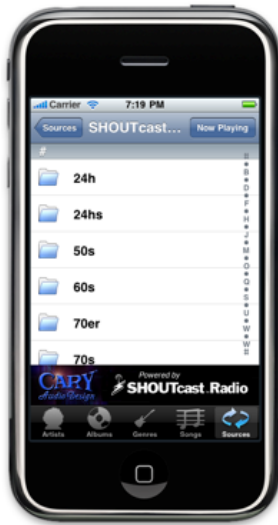 Carrier 7:19 PM
Sources SHOUTcast... Now Playing
#
24h
24hs
50s
60s
70er
70s
CARY
Audio Design
Powered by
SHOUTcast Radio
Artists Albums Genres Songs Sources